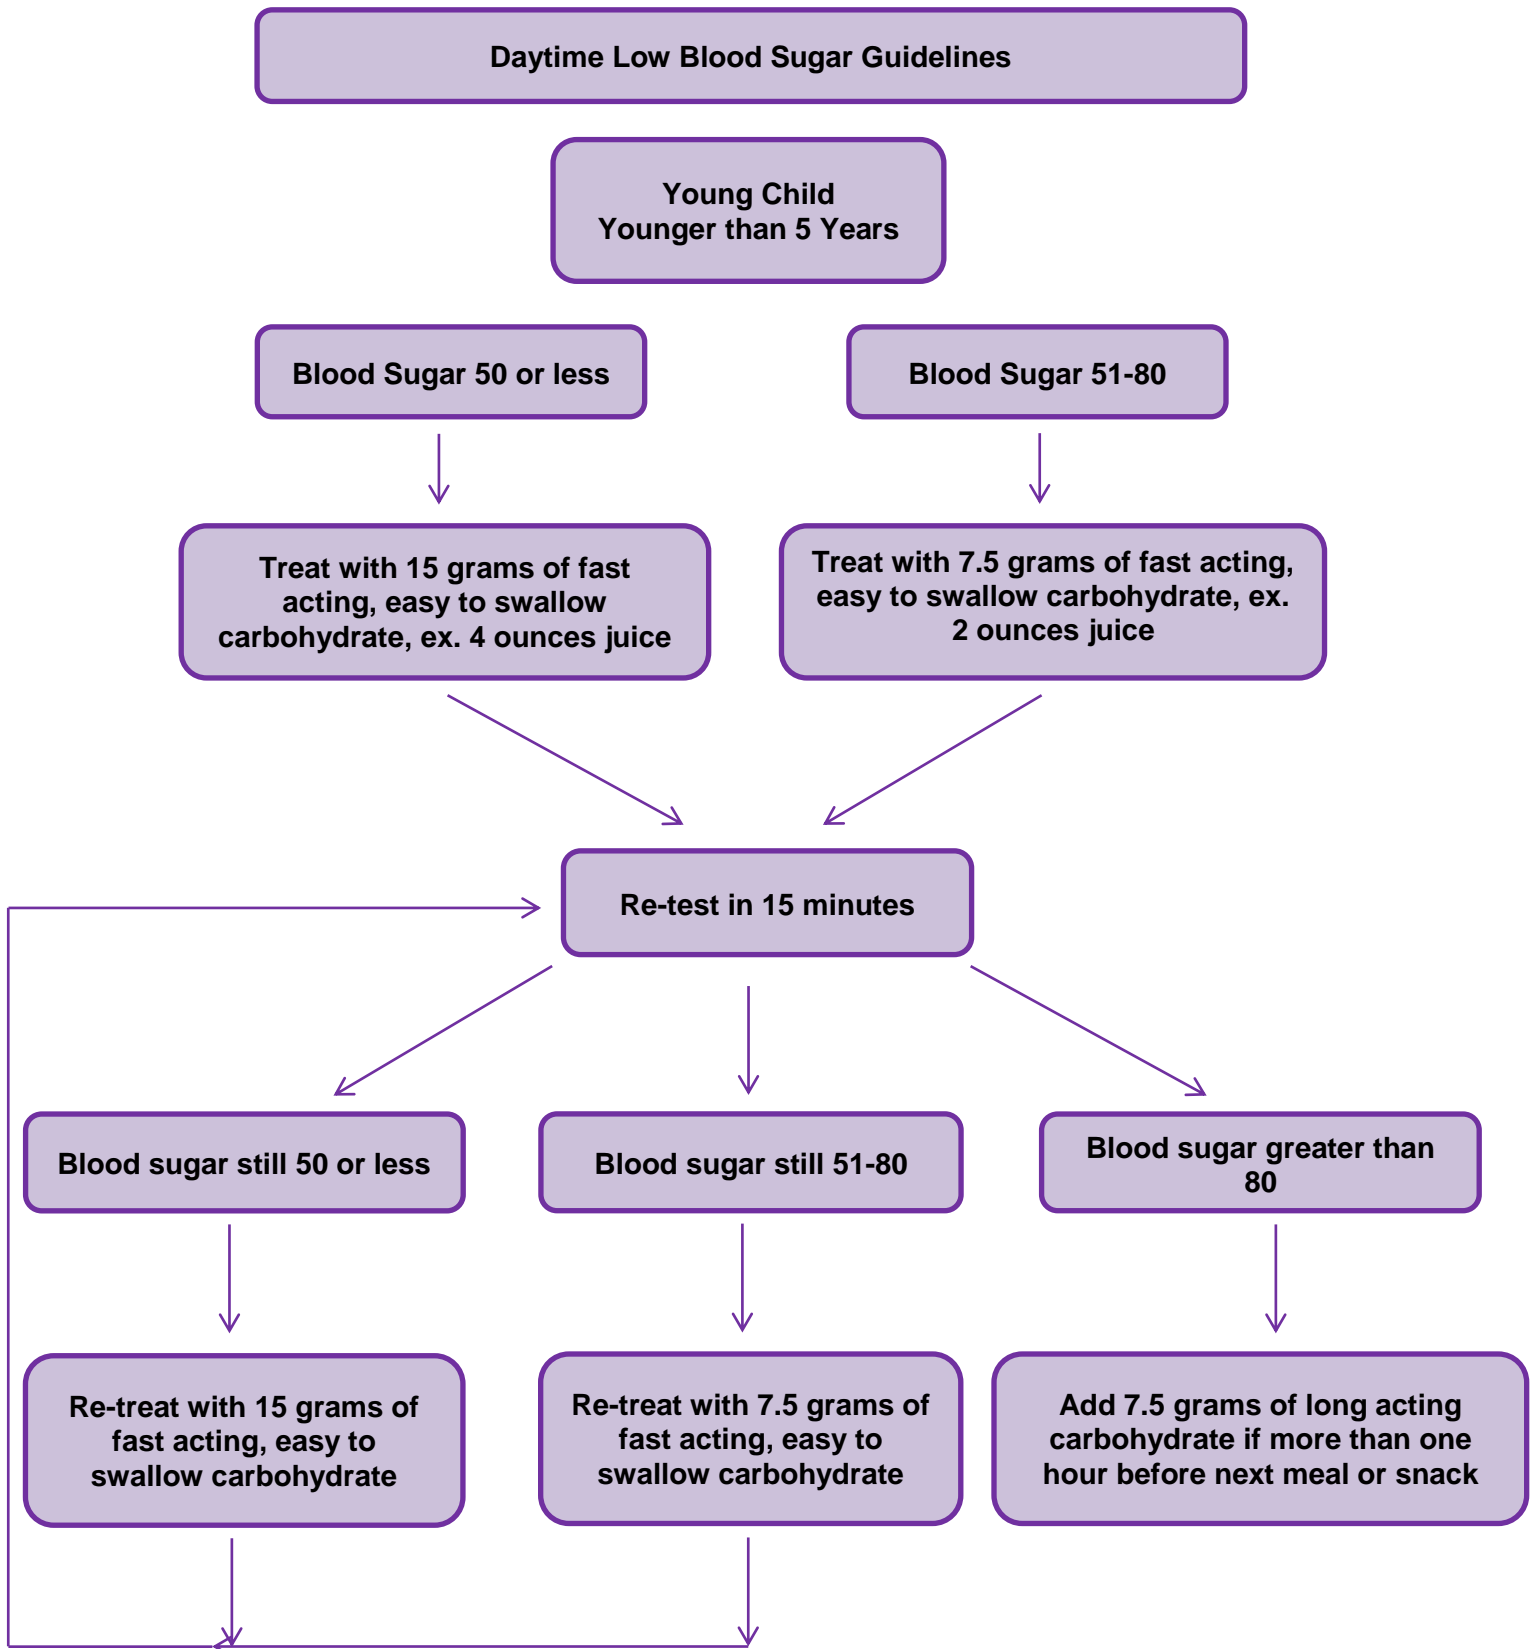 Daytime Low Blood Sugar Guidelines
Young Child
Younger than 5 Years
Blood Sugar 50 or less
Blood Sugar 51-80
Treat with 15 grams of fast
acting, easy to swallow
carbohydrate, ex. 4 ounces juice
Treat with 7.5 grams of fast acting,
easy to swallow carbohydrate, ex.
2 ounces juice
Re-test in 15 minutes
Blood sugar still 50 or less
Blood sugar still 51-80
Blood sugar greater than
80
Re-treat with 15 grams of
fast acting, easy to
swallow carbohydrate
Re-treat with 7.5 grams of
fast acting, easy to
swallow carbohydrate
Add 7.5 grams of long acting
carbohydrate if more than one
hour before next meal or snack